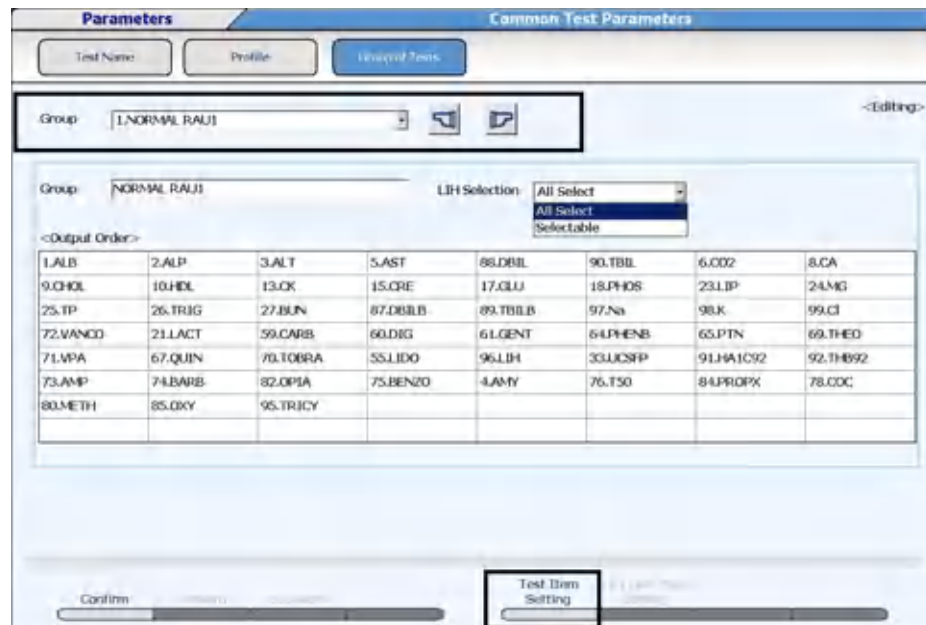 Parameters Common Test Parameters
Test Name Profile Group of Tests
<Editing>
Group 1.NORMAL RAU1
Group NORMAL RAU1 LIH Selection All Select
All Select
Selectable
<Output Order>
1.ALB 2.ALP 3.ALT 5.AST 88.DBIL 90.TBIL 6.CO2 8.CA
9.CHOL 10.HDL 13.CK 15.CRE 17.GLU 18.PHOS 23.LIP 24.MG
25.TP 26.TRIG 27.BUN 87.DBILB 89.TBILB 97.Na 98.K 99.Cl
72.VANCO 21.LACT 59.CARB 60.DIG 61.GENT 64.PHENB 65.PTN 69.THEO
71.VPA 67.QUIN 70.TOBRA 55.LIDO 96.LIH 33.UCSFP 91.HA1C92 92.THB92
73.AMP 74.BARB 82.OPIA 75.BENZO 4.AMY 76.T50 84.PROPX 78.COC
80.METH 85.OXY 95.TRICY
Confirm Test Item
Setting